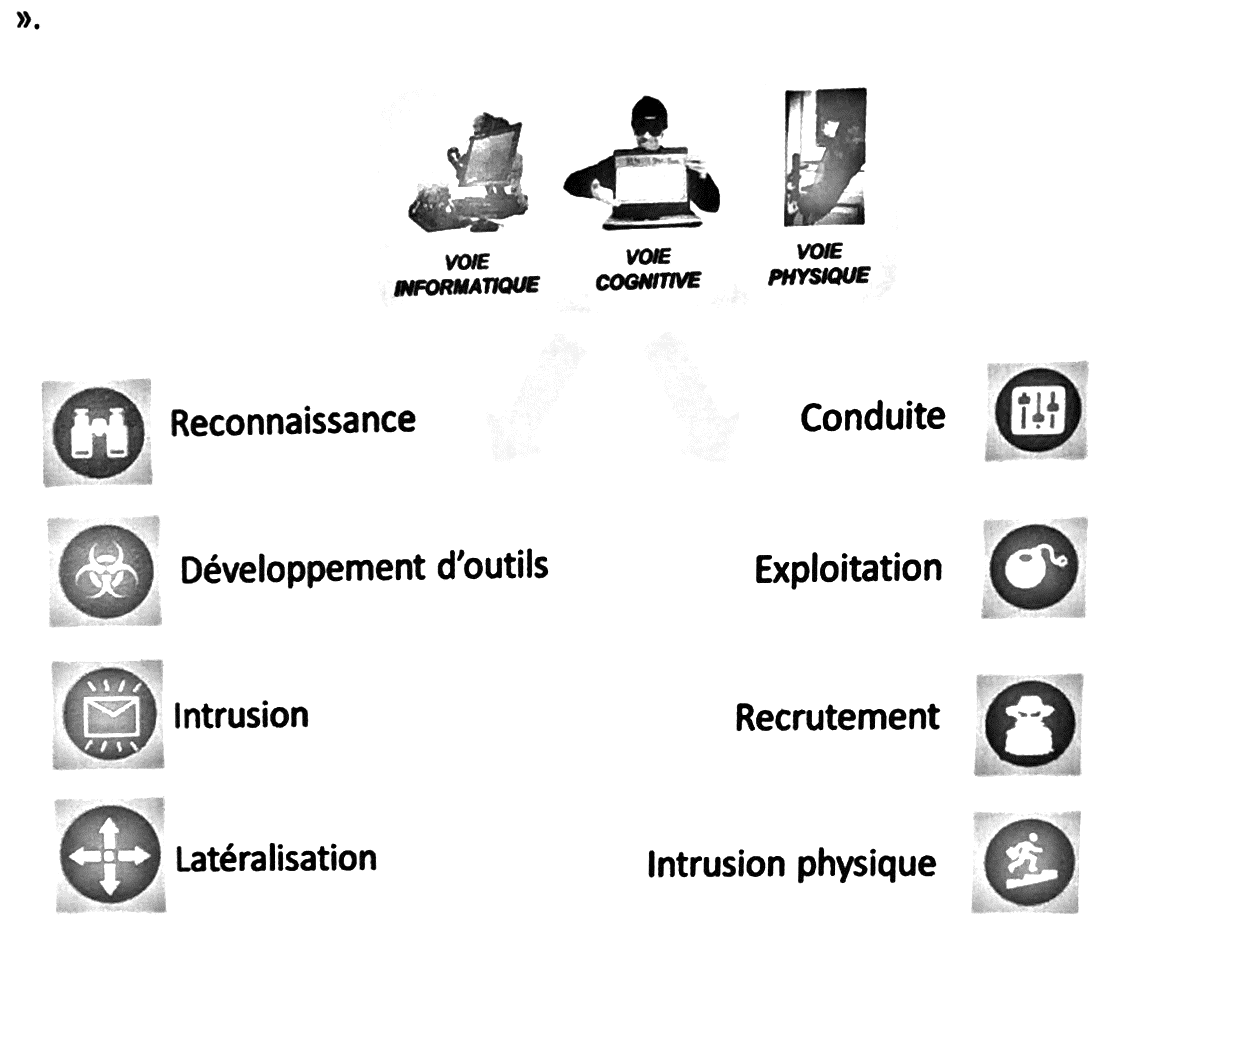 ».
VOIE
INFORMATIQUE
VOIE
COGNITIVE
VOIE
PHYSIQUE
Reconnaissance
Conduite
Développement d'outils
Exploitation
Intrusion
Recrutement
Latéralisation
Intrusion physique